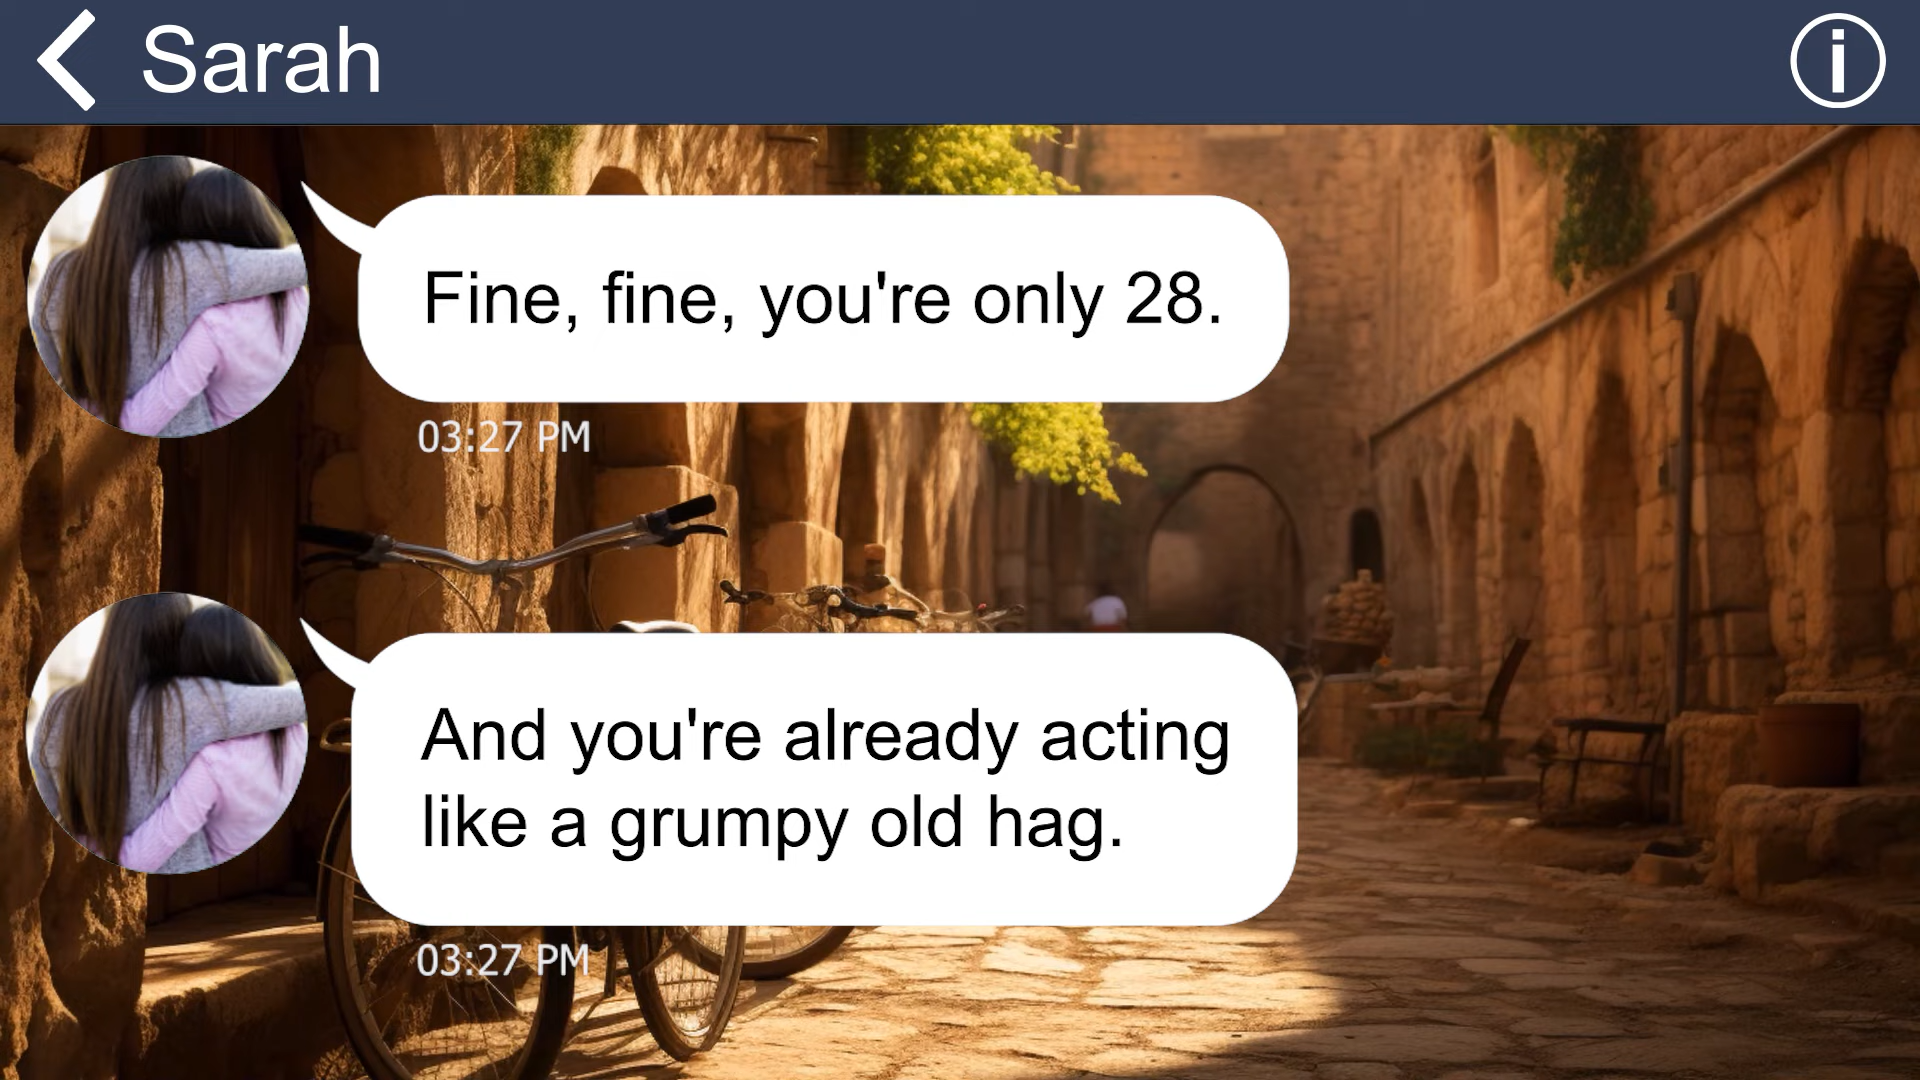 Sarah
Fine, fine, you're only 28.
03:27 PM
And you're already acting
like a grumpy old hag.
03:27 PM